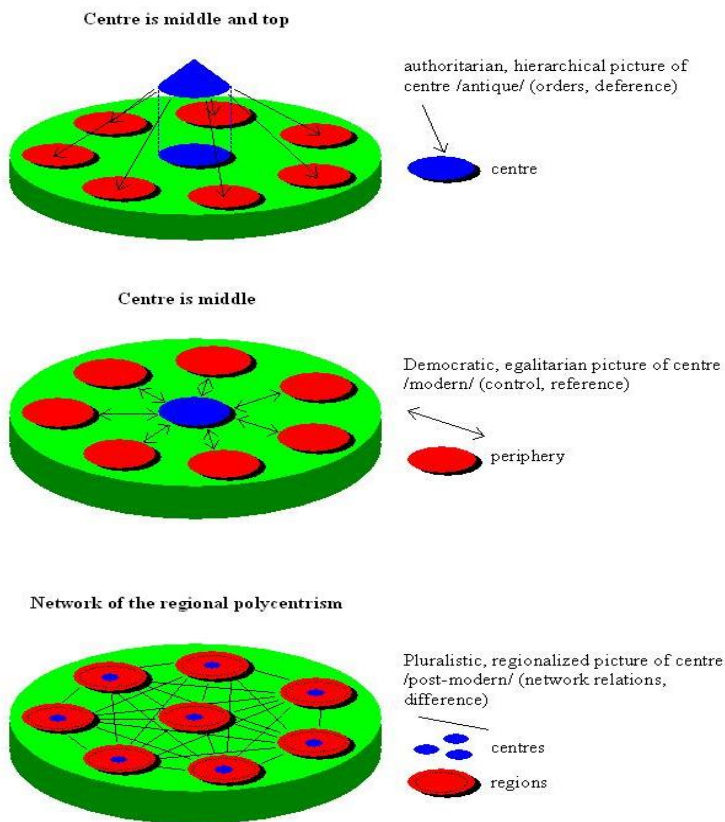 Centre is middle and top
authoritarian, hierarchical picture of
centre /antique/ (orders, deference)
centre
Centre is middle
Democratic, egalitarian picture of centre
/modern/ (control, reference)
periphery
Network of the regional polycentrism
Pluralistic, regionalized picture of centre
/post-modern/ (network relations,
difference)
centres
regions